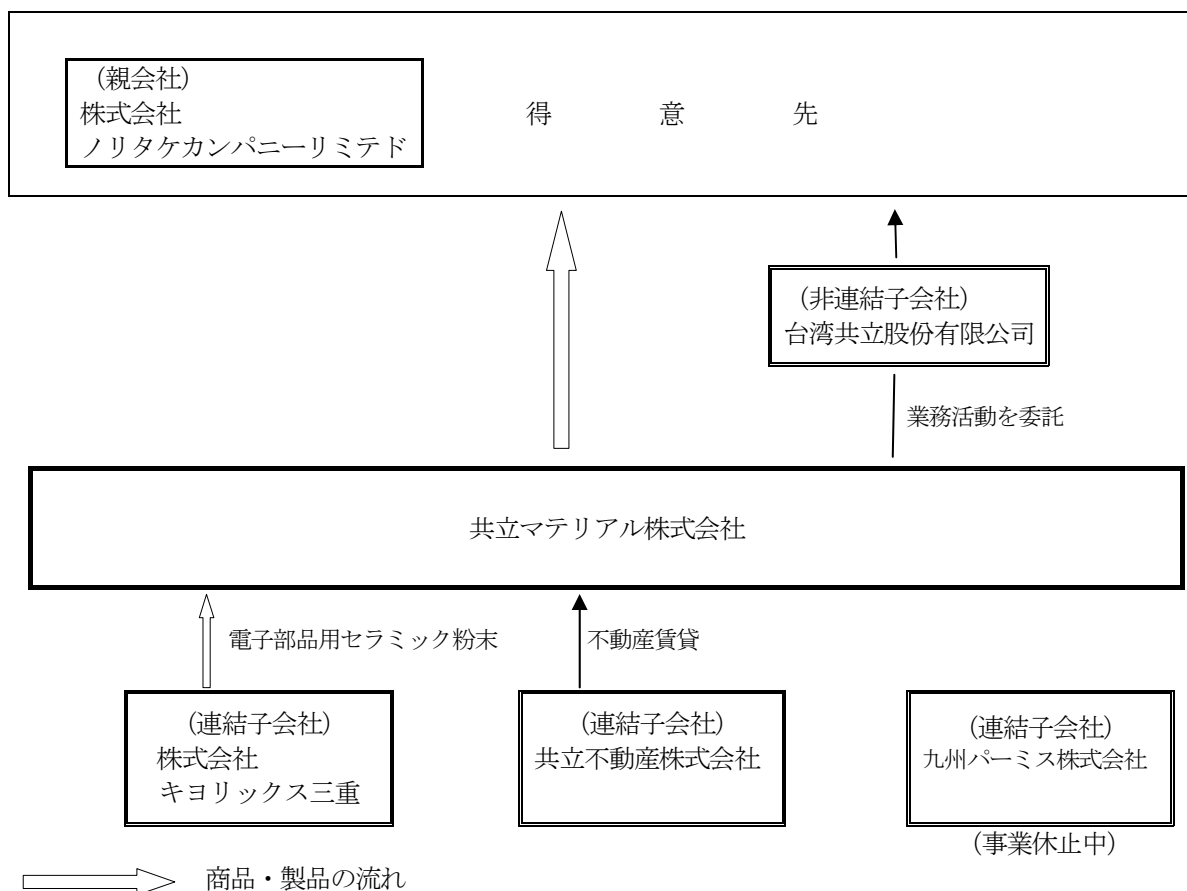 (親会社)
株式会社
ノリタケカンパニーリミテド
得意先
(非連結子会社)
台湾共立股份有限公司
業務活動を委託
共立マテリアル株式会社
電子部品用セラミック粉末
不動産賃貸
(連結子会社)
株式会社
キヨリックス三重
(連結子会社)
共立不動産株式会社
(連結子会社)
九州パーミス株式会社
(事業休止中)
商品・製品の流れ